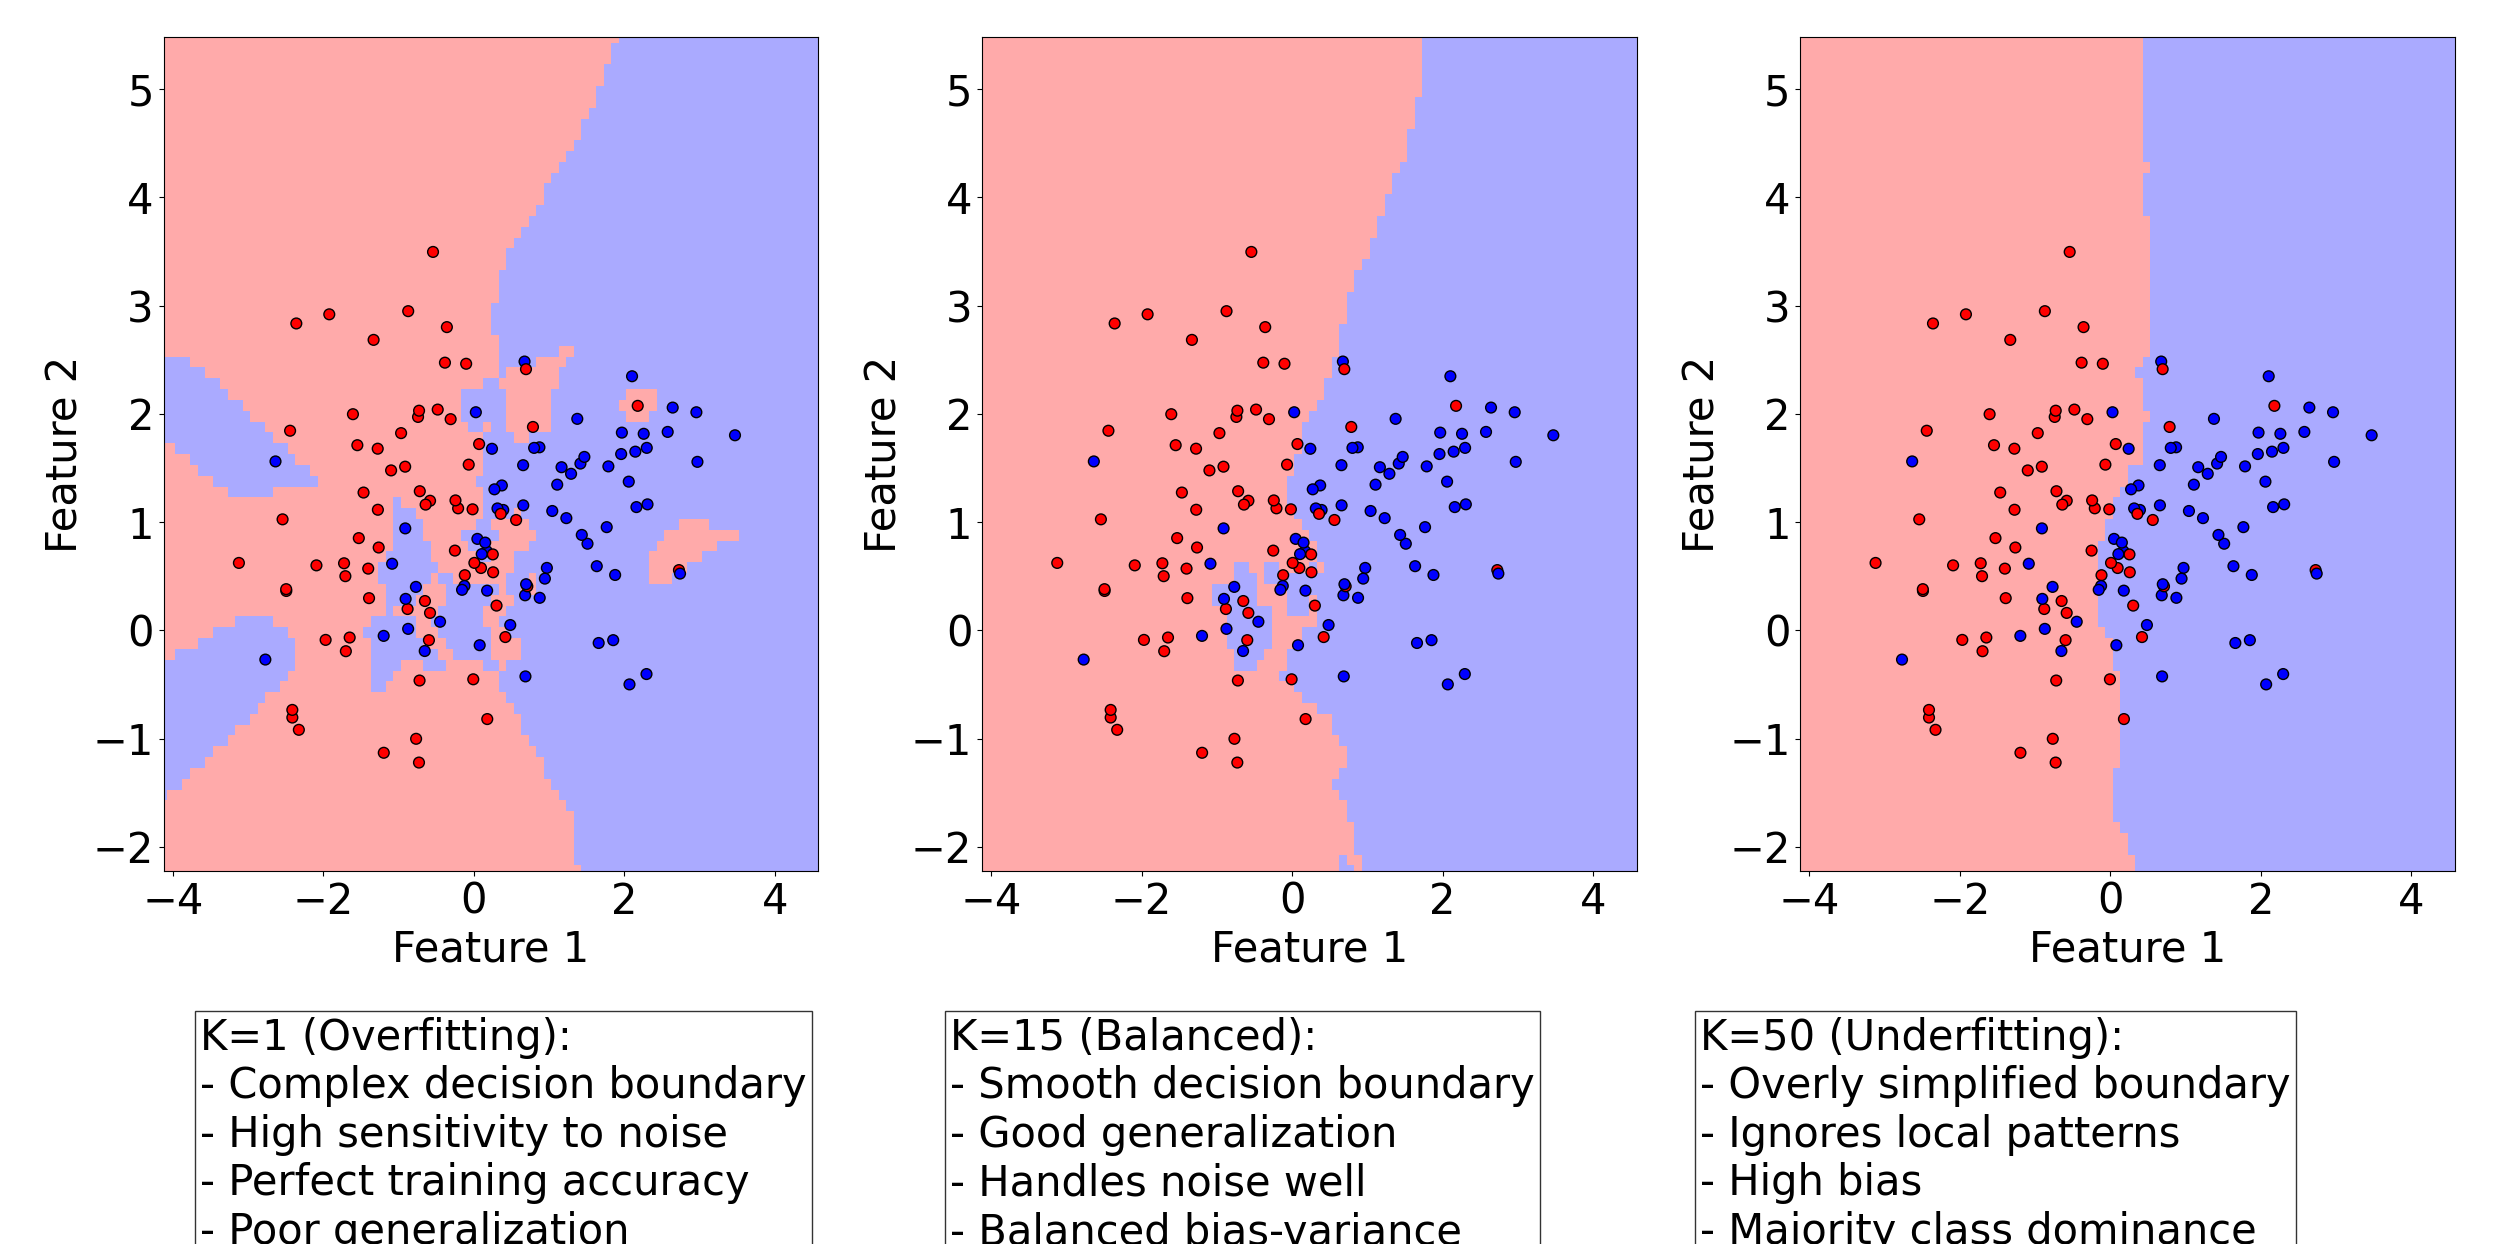 5
4
3
2
1
0
−1
−2
Feature 2
−4
−2
0
2
4
Feature 1
5
4
3
2
1
0
−1
−2
Feature 2
−4
−2
0
2
4
Feature 1
5
4
3
2
1
0
−1
−2
Feature 2
−4
−2
0
2
4
Feature 1
K=1 (Overfitting):
- Complex decision boundary
- High sensitivity to noise
- Perfect training accuracy
- Poor generalization
K=15 (Balanced):
- Smooth decision boundary
- Good generalization
- Handles noise well
- Balanced bias-variance
K=50 (Underfitting):
- Overly simplified boundary
- Ignores local patterns
- High bias
- Majority class dominance